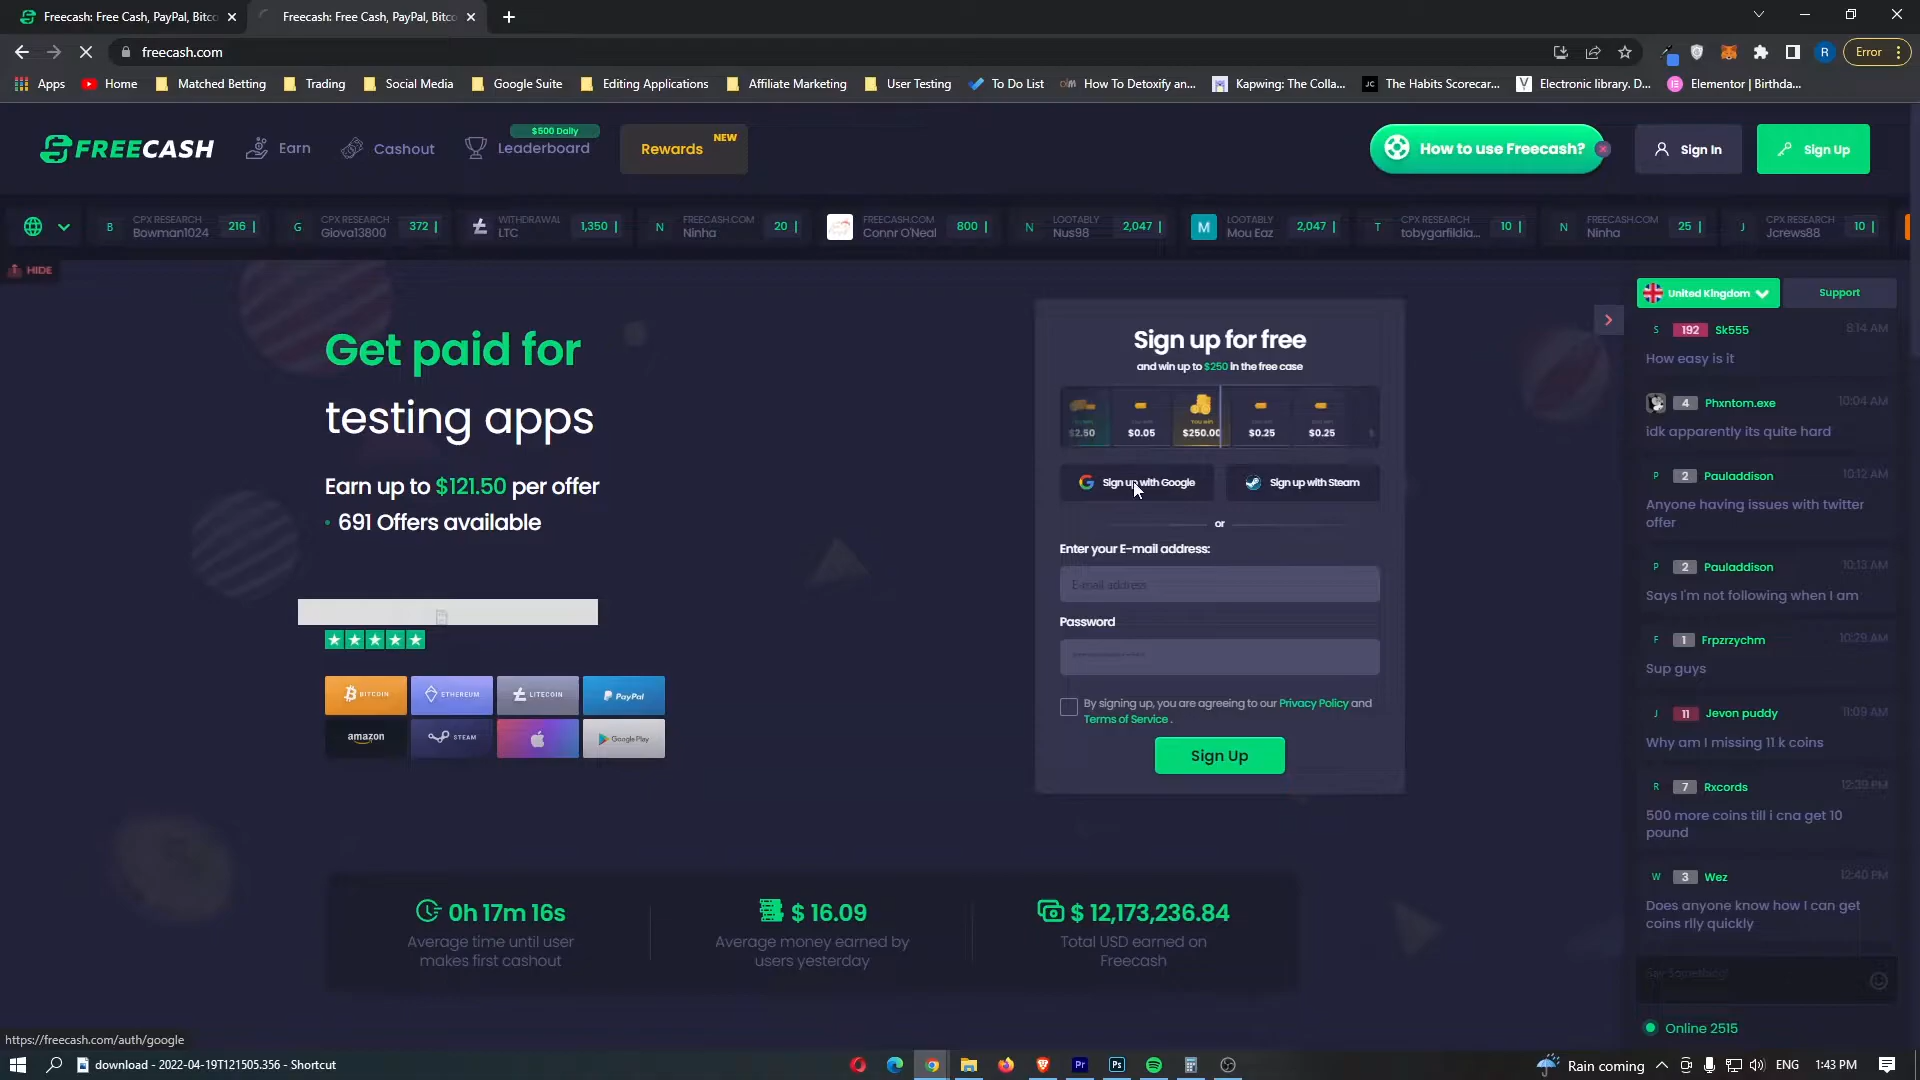 Freecash: Free Cash, PayPal, Bitco
Freecash: Free Cash, PayPal, Bitco
freecash.com
R
Error
Apps
Home
Matched Betting
Trading
Social Media
Google Suite
Editing Applications
Affiliate Marketing
User Testing
To Do List
How To Detoxify an...
Kapwing: The Colla...
The Habits Scorecar...
Electronic library. D...
Elementor | Birthda...
FREECASH
Earn
Cashout
$500 Daily
Leaderboard
Rewards
NEW
How to use Freecash?
Sign In
Sign Up
B CPX RESEARCH Bowman1024 216
G CPX RESEARCH Giova13800 372
WITHDRAWAL LTC 1,350
N FREECASH.COM Ninha 20
FREECASH.COM Connr O'Neal 800
N LOOTABLY Nus98 2,047
M LOOTABLY Mou Eaz 2,047
T CPX RESEARCH tobygarfildia... 10
N FREECASH.COM Ninha 25
J CPX RESEARCH Jcrews88 10
HIDE
Get paid for
testing apps
Earn up to $121.50 per offer
• 691 Offers available
BITCOIN
ETHEREUM
LITECOIN
PayPal
amazon
STEAM
Google Play
Sign up for free
and win up to $250 in the free case
$2.50
$0.05
You win
$250.00
$0.25
$0.25
Sign up with Google
Sign up with Steam
or
Enter your E-mail address:
E-mail address
Password
By signing up, you are agreeing to our Privacy Policy and
Terms of Service .
Sign Up
0h 17m 16s
Average time until user
makes first cashout
$ 16.09
Average money earned by
users yesterday
$ 12,173,236.84
Total USD earned on
Freecash
United Kingdom
Support
S 192 Sk555 8:14 AM
How easy is it
4 Phxntom.exe 10:04 AM
idk apparently its quite hard
P 2 Pauladdison 10:12 AM
Anyone having issues with twitter
offer
P 2 Pauladdison 10:13 AM
Says I'm not following when I am
F 1 Frpzrzychm 10:29 AM
Sup guys
J 11 Jevon puddy 11:09 AM
Why am I missing 11 k coins
R 7 Rxcords 12:39 PM
500 more coins till i cna get 10
pound
W 3 Wez 12:40 PM
Does anyone know how I can get
coins rlly quickly
Say Something!
Online 2515
https://freecash.com/auth/google
download - 2022-04-19T121505.356 - Shortcut
Rain coming
ENG
1:43 PM